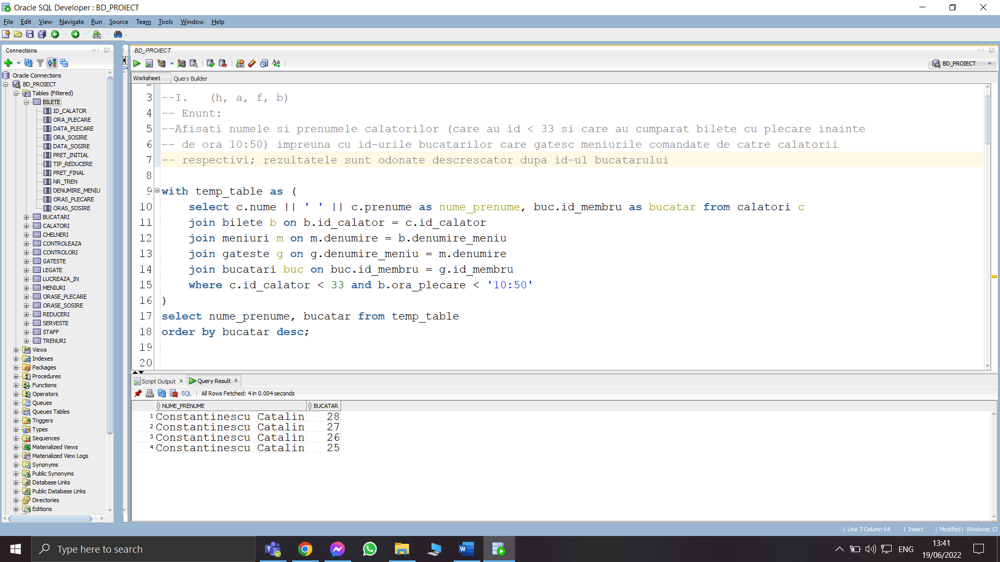 Oracle SQL Developer : BD_PROIECT
File Edit View Navigate Run Source Team Tools Window Help
Connections
Oracle Connections
BD_PROIECT
Tables (Filtered)
BILETE
ID_CALATOR
ORA_PLECARE
DATA_PLECARE
ORA_SOSIRE
DATA_SOSIRE
PRET_INITIAL
TIP_REDUCERE
PRET_FINAL
NR_TREN
DENUMIRE_MENIU
ORAS_PLECARE
ORAS_SOSIRE
BUCATARI
CALATORI
CHELNERI
CONTROLEAZA
CONTROLORI
GATESTE
LEGATE
LUCREAZA_IN
MENIURI
ORASE_PLECARE
ORASE_SOSIRE
REDUCERI
SERVESTE
STAFF
TRENURI
Views
Indexes
Packages
Procedures
Functions
Operators
Queues
Queues Tables
Triggers
Types
Sequences
Materialized Views
Materialized View Logs
Synonyms
Public Synonyms
Database Links
Public Database Links
Directories
Editions
BD_PROIECT
BD_PROIECT
Worksheet Query Builder
3 --I.   (h, a, f, b)
4 -- Enunt:
5 --Afisati numele si prenumele calatorilor (care au id < 33 si care au cumparat bilete cu plecare inainte
6 -- de ora 10:50) impreuna cu id-urile bucatarilor care gatesc meniurile comandate de catre calatorii
7 -- respectivi; rezultatele sunt odonate descrescator dupa id-ul bucatarului
8
9 with temp_table as (
10     select c.nume || ' ' || c.prenume as nume_prenume, buc.id_membru as bucatar from calatori c
11     join bilete b on b.id_calator = c.id_calator
12     join meniuri m on m.denumire = b.denumire_meniu
13     join gateste g on g.denumire_meniu = m.denumire
14     join bucatari buc on buc.id_membru = g.id_membru
15     where c.id_calator < 33 and b.ora_plecare < '10:50'
16 )
17 select nume_prenume, bucatar from temp_table
18 order by bucatar desc;
19
20
Script Output x Query Result x
SQL | All Rows Fetched: 4 in 0.004 seconds
NUME_PRENUME BUCATAR
1 Constantinescu Catalin 28
2 Constantinescu Catalin 27
3 Constantinescu Catalin 26
4 Constantinescu Catalin 25
| Line 7 Column 64 | Insert | Modified | Windows: CF
Type here to search
ENG
13:41
19/06/2022